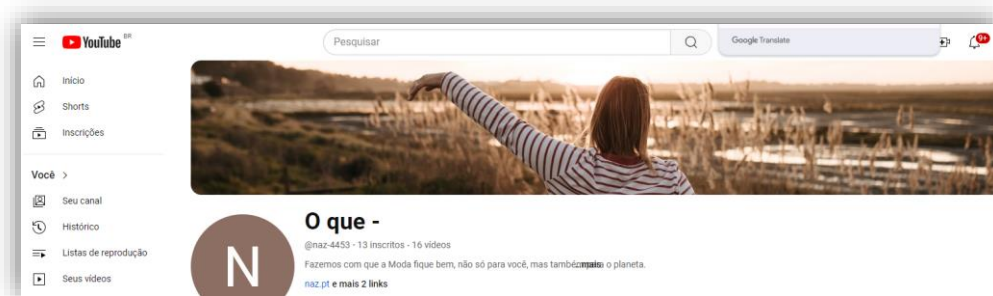 YouTube BR
Pesquisar
Google Translate
9+
Início
Shorts
Inscrições
Você >
Seu canal
Histórico
Listas de reprodução
Seus vídeos
N
O que -
@naz-4453 - 13 inscritos - 16 vídeos
Fazemos com que a Moda fique bem, não só para você, mas também o planeta.
naz.pt e mais 2 links